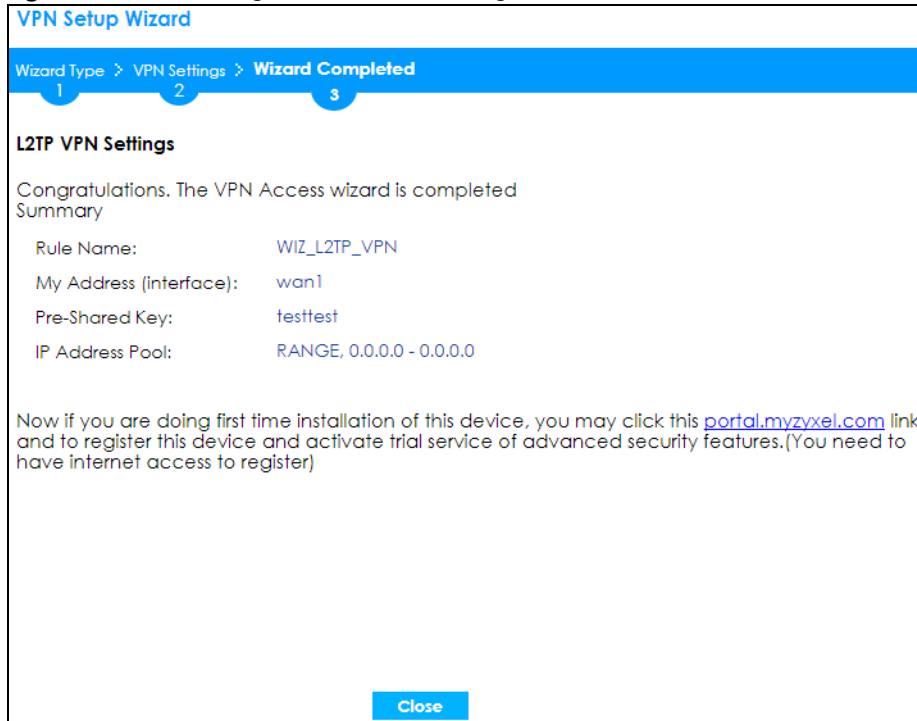 VPN Setup Wizard
Wizard Type > VPN Settings > Wizard Completed
1 2 3
L2TP VPN Settings
Congratulations. The VPN Access wizard is completed
Summary
Rule Name: WIZ_L2TP_VPN
My Address (interface): wan1
Pre-Shared Key: testtest
IP Address Pool: RANGE, 0.0.0.0 - 0.0.0.0
Now if you are doing first time installation of this device, you may click this portal.myzyxel.com link
and to register this device and activate trial service of advanced security features.(You need to
have internet access to register)
Close